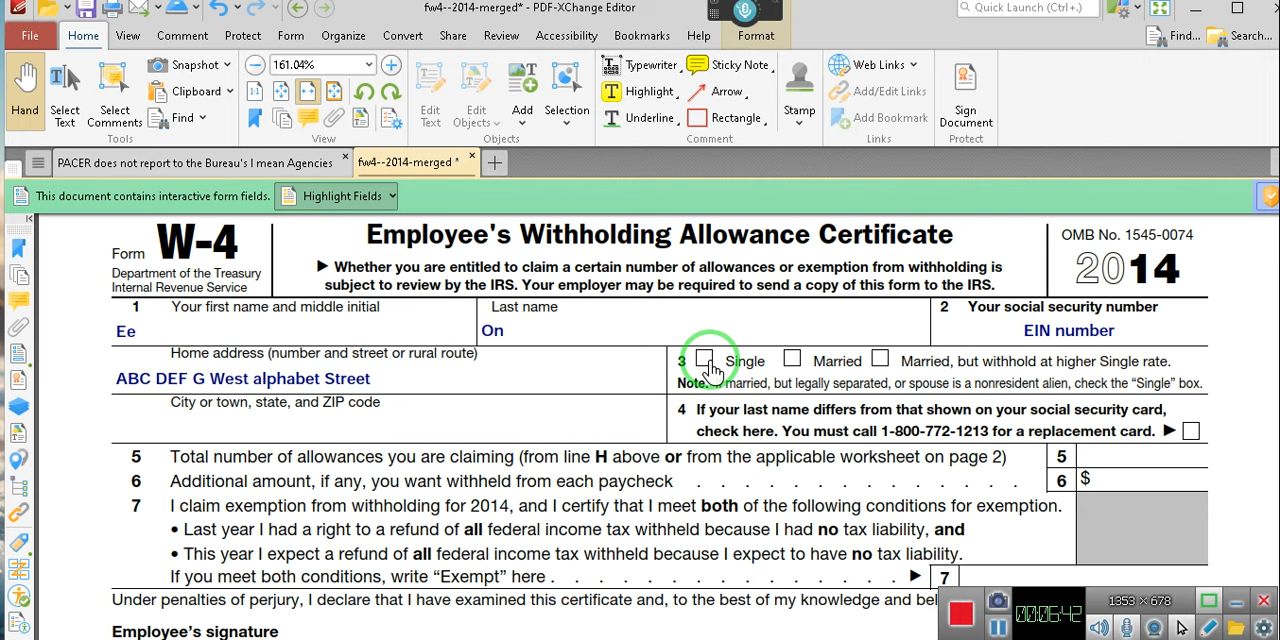 fw4--2014-merged* - PDF-XChange Editor
Quick Launch (Ctrl+.)
File Home View Comment Protect Form Organize Convert Share Review Accessibility Bookmarks Help Format
Find... Search...
Hand
Select Text
Select Comments
Snapshot
Clipboard
Find
Tools
161.04%
1:1
View
Edit Text
Edit Objects
Add
Selection
Objects
Typewriter
Highlight
Underline
Sticky Note
Arrow
Rectangle
Stamp
Comment
Web Links
Add/Edit Links
Add Bookmark
Links
Sign Document
Protect
PACER does not report to the Bureau's I mean Agencies
fw4--2014-merged *
This document contains interactive form fields. Highlight Fields
Form W-4
Department of the Treasury
Internal Revenue Service
Employee's Withholding Allowance Certificate
▶ Whether you are entitled to claim a certain number of allowances or exemption from withholding is
subject to review by the IRS. Your employer may be required to send a copy of this form to the IRS.
OMB No. 1545-0074
2014
1 Your first name and middle initial
Ee
Last name
On
2 Your social security number
EIN number
Home address (number and street or rural route)
ABC DEF G West alphabet Street
3 Single Married Married, but withhold at higher Single rate.
Note. If married, but legally separated, or spouse is a nonresident alien, check the “Single” box.
City or town, state, and ZIP code
4 If your last name differs from that shown on your social security card,
check here. You must call 1-800-772-1213 for a replacement card. ▶
5 Total number of allowances you are claiming (from line H above or from the applicable worksheet on page 2) 5
6 Additional amount, if any, you want withheld from each paycheck . . . . . . . . . . . . . . 6 $
7 I claim exemption from withholding for 2014, and I certify that I meet both of the following conditions for exemption.
• Last year I had a right to a refund of all federal income tax withheld because I had no tax liability, and
• This year I expect a refund of all federal income tax withheld because I expect to have no tax liability.
If you meet both conditions, write “Exempt” here . . . . . . . . . . . . . . . ▶ 7
Under penalties of perjury, I declare that I have examined this certificate and, to the best of my knowledge and bel
Employee's signature
00:06:42
1353 × 678